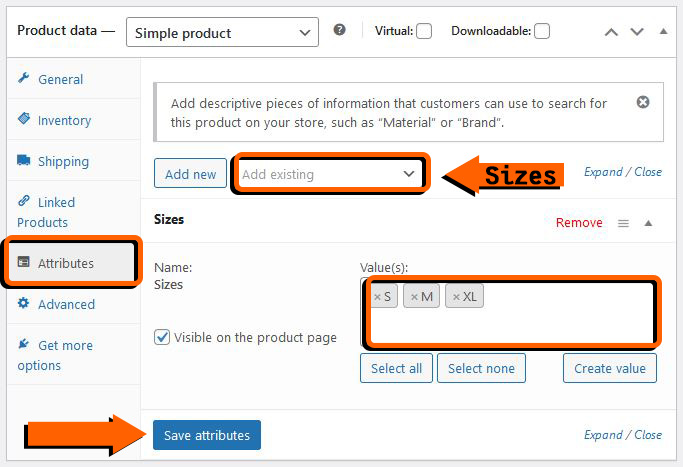 Product data — Simple product Virtual: Downloadable:
General
Inventory
Shipping
Linked
Products
Attributes
Advanced
Get more
options
Add descriptive pieces of information that customers can use to search for
this product on your store, such as “Material” or “Brand”.
Add new Add existing Sizes Expand / Close
Sizes Remove
Name: Value(s):
Sizes
× S × M × XL
Visible on the product page
Select all Select none Create value
Save attributes Expand / Close